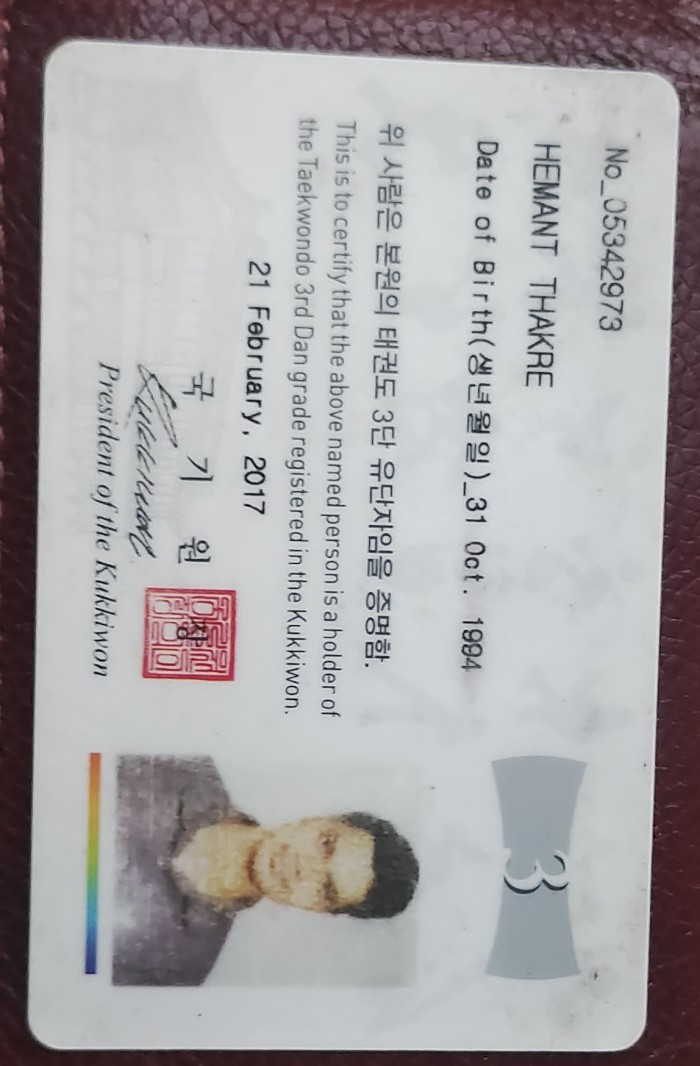 No_05342973
HEMANT THAKRE
Date of Birth(생년월일)_31 Oct. 1994
위 사람은 본원의 태권도 3단 유단자임을 증명함.
This is to certify that the above named person is a holder of
the Taekwondo 3rd Dan grade registered in the Kukkiwon.
21 February, 2017
국 기 원 장
President of the Kukkiwon
3